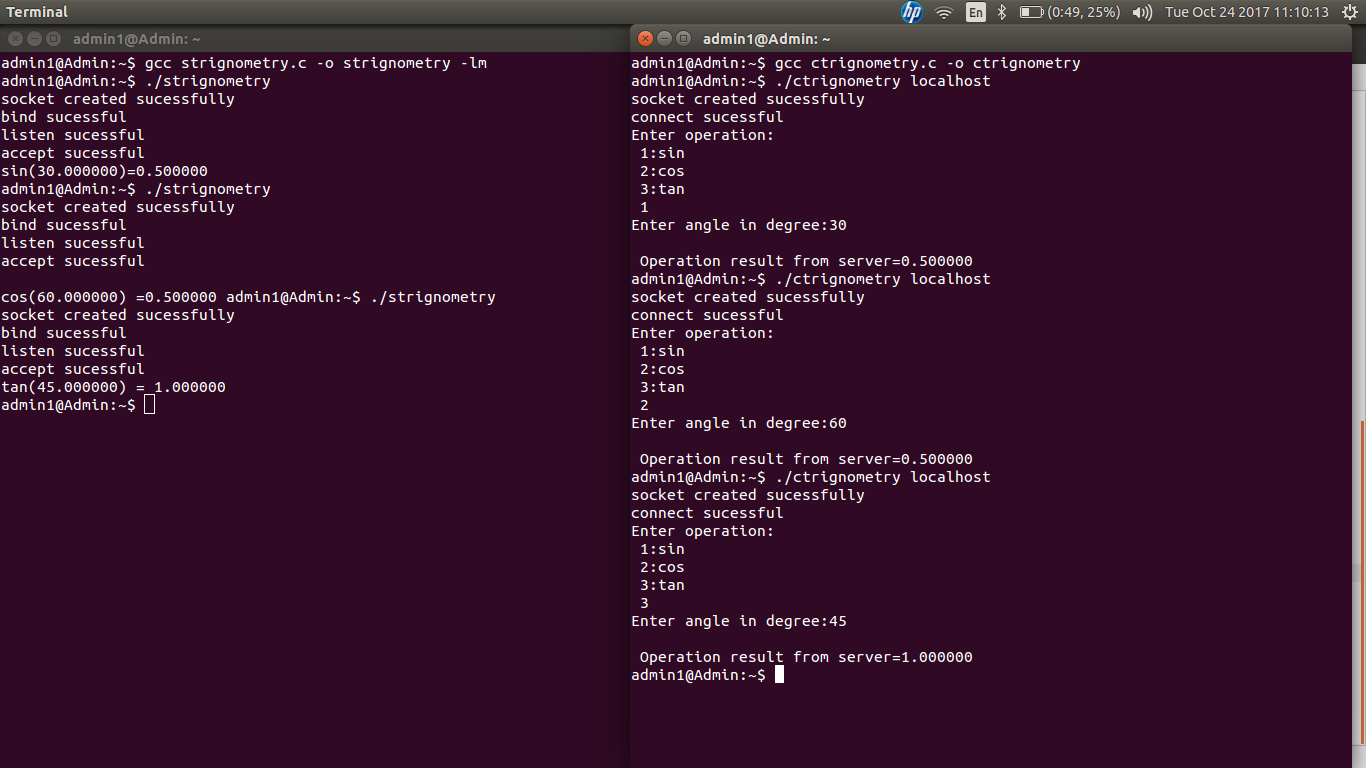 Terminal
hp En (0:49, 25%) Tue Oct 24 2017 11:10:13
admin1@Admin: ~
admin1@Admin:~$ gcc strignometry.c -o strignometry -lm
admin1@Admin:~$ ./strignometry
socket created sucessfully
bind sucessful
listen sucessful
accept sucessful
sin(30.000000)=0.500000
admin1@Admin:~$ ./strignometry
socket created sucessfully
bind sucessful
listen sucessful
accept sucessful
cos(60.000000) =0.500000 admin1@Admin:~$ ./strignometry
socket created sucessfully
bind sucessful
listen sucessful
accept sucessful
tan(45.000000) = 1.000000
admin1@Admin:~$
admin1@Admin: ~
admin1@Admin:~$ gcc ctrignometry.c -o ctrignometry
admin1@Admin:~$ ./ctrignometry localhost
socket created sucessfully
connect sucessful
Enter operation:
1:sin
2:cos
3:tan
1
Enter angle in degree:30
Operation result from server=0.500000
admin1@Admin:~$ ./ctrignometry localhost
socket created sucessfully
connect sucessful
Enter operation:
1:sin
2:cos
3:tan
2
Enter angle in degree:60
Operation result from server=0.500000
admin1@Admin:~$ ./ctrignometry localhost
socket created sucessfully
connect sucessful
Enter operation:
1:sin
2:cos
3:tan
3
Enter angle in degree:45
Operation result from server=1.000000
admin1@Admin:~$